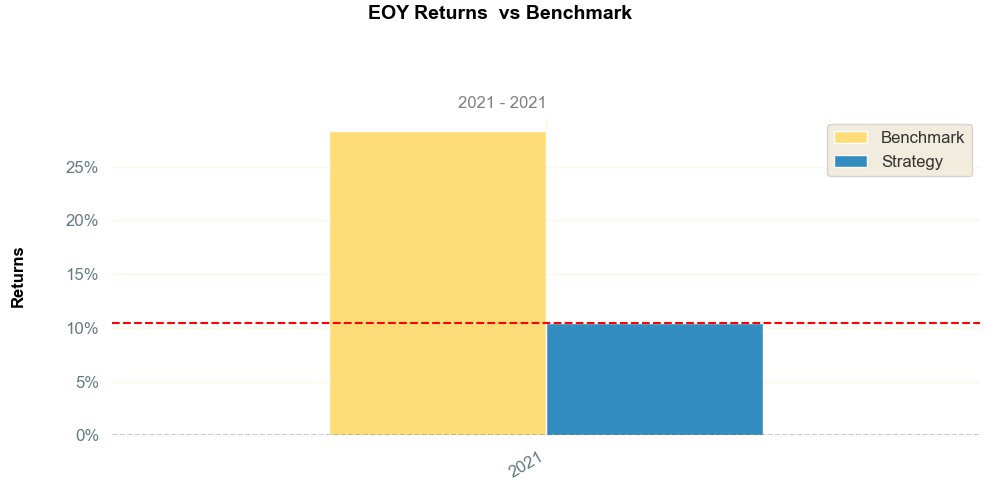 EOY Returns  vs Benchmark
2021 - 2021
Benchmark
Strategy
25%
20%
15%
10%
5%
0%
Returns
2021